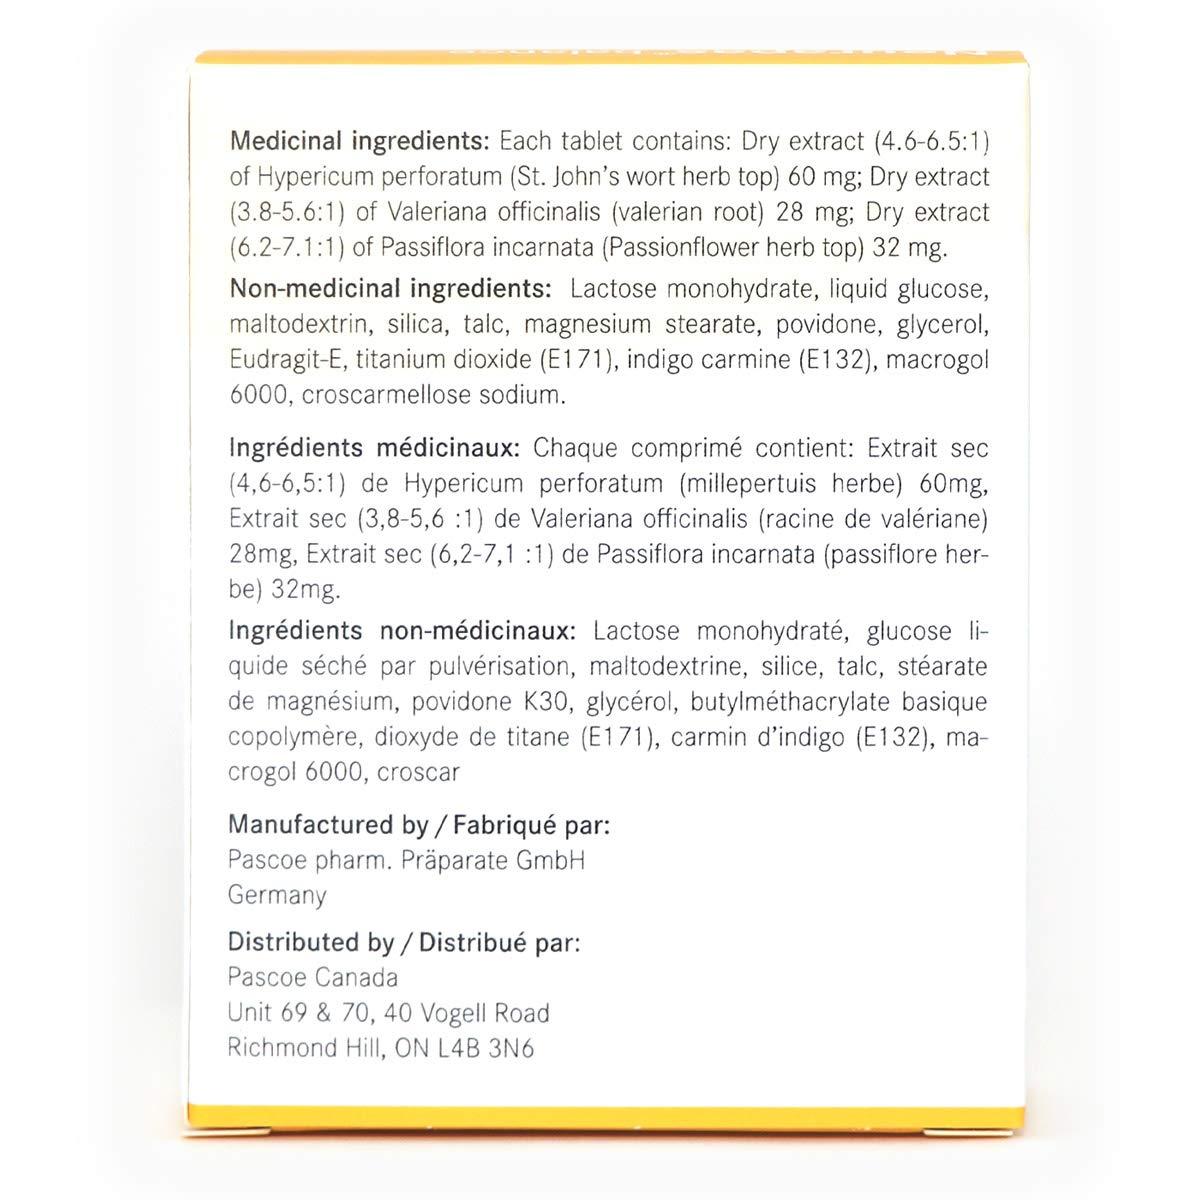 Neurapas balance
Medicinal ingredients: Each tablet contains: Dry extract (4.6-6.5:1)
of Hypericum perforatum (St. John's wort herb top) 60 mg; Dry extract
(3.8-5.6:1) of Valeriana officinalis (valerian root) 28 mg; Dry extract
(6.2-7.1:1) of Passiflora incarnata (Passionflower herb top) 32 mg.
Non-medicinal ingredients: Lactose monohydrate, liquid glucose,
maltodextrin, silica, talc, magnesium stearate, povidone, glycerol,
Eudragit-E, titanium dioxide (E171), indigo carmine (E132), macrogol
6000, croscarmellose sodium.
Ingrédients médicinaux: Chaque comprimé contient: Extrait sec
(4,6-6,5:1) de Hypericum perforatum (millepertuis herbe) 60mg,
Extrait sec (3,8-5,6 :1) de Valeriana officinalis (racine de valériane)
28mg, Extrait sec (6,2-7,1 :1) de Passiflora incarnata (passiflore her-
be) 32mg.
Ingrédients non-médicinaux: Lactose monohydraté, glucose li-
quide séché par pulvérisation, maltodextrine, silice, talc, stéarate
de magnésium, povidone K30, glycérol, butylméthacrylate basique
copolymère, dioxyde de titane (E171), carmin d'indigo (E132), ma-
crogol 6000, croscar
Manufactured by / Fabriqué par:
Pascoe pharm. Präparate GmbH
Germany
Distributed by / Distribué par:
Pascoe Canada
Unit 69 & 70, 40 Vogell Road
Richmond Hill, ON L4B 3N6